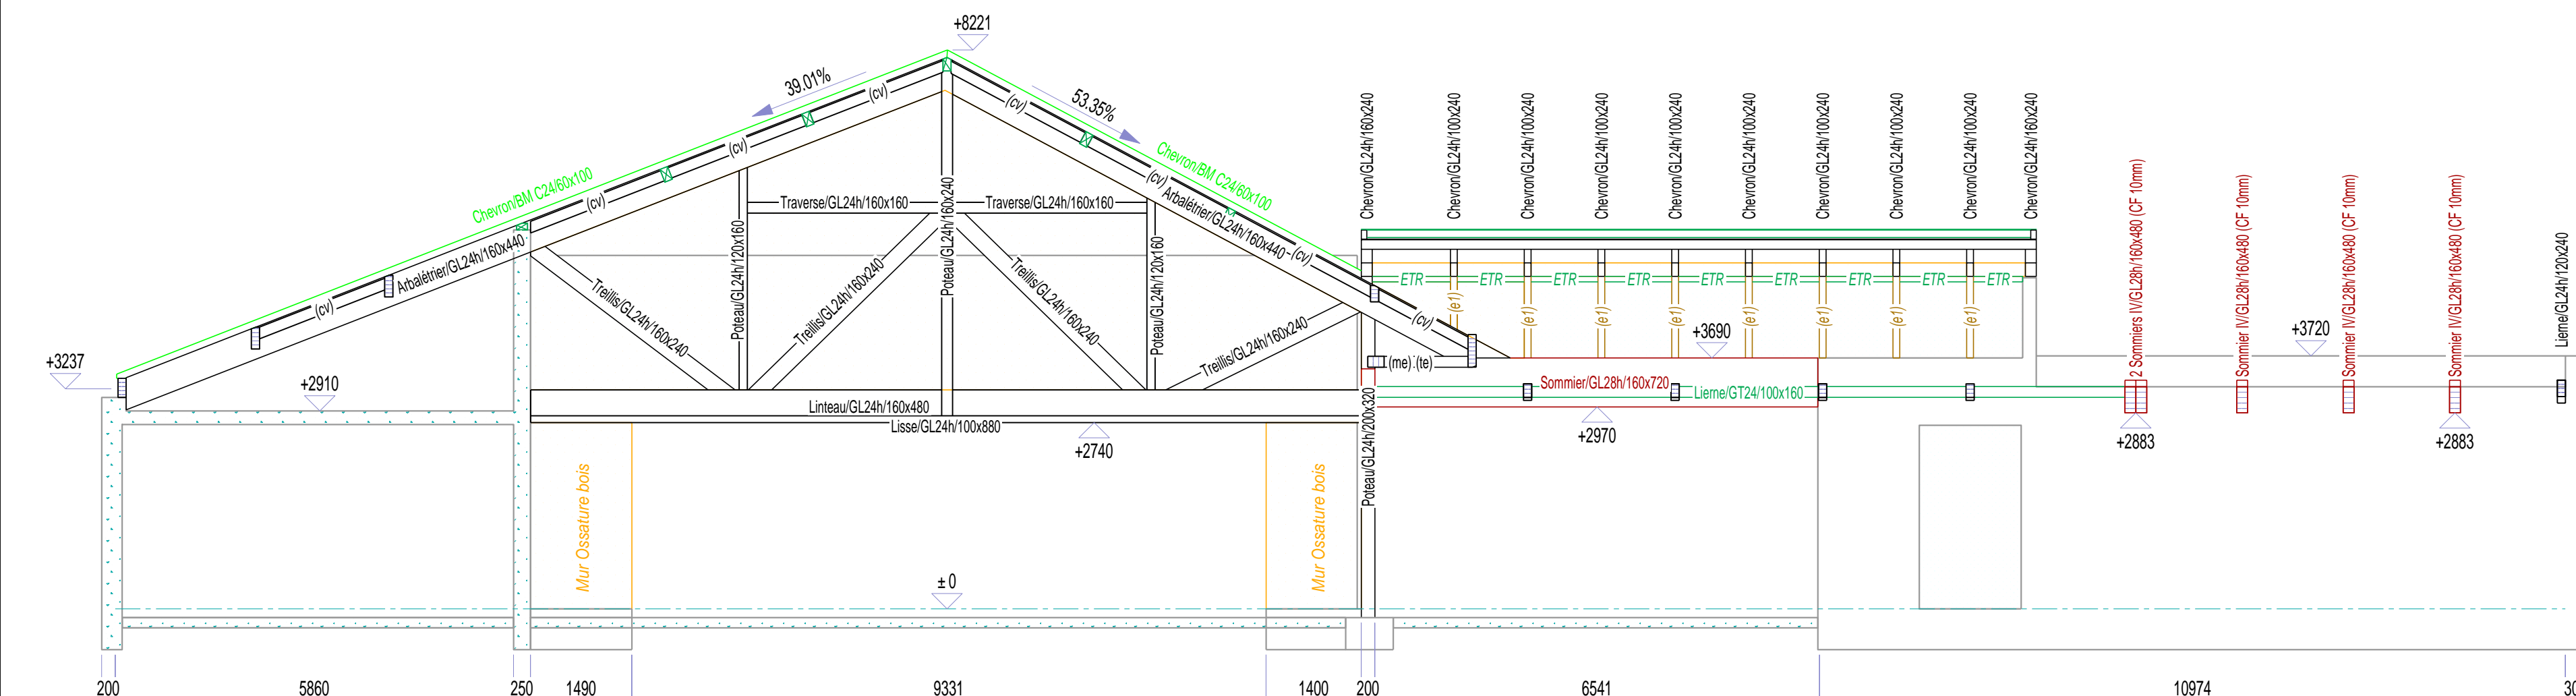 +8221
39.01%
53.35%
(cv)
(cv)
(cv)
(cv)
(cv)
(cv)
(cv)
(cv)
(cv)
Chevron/BM C24/60x100
Chevron/BM C24/60x100
Arbalétrier/GL24h/160x440
Arbalétrier/GL24h/160x440
Traverse/GL24h/160x160
Traverse/GL24h/160x160
Poteau/GL24h/120x160
Poteau/GL24h/160x240
Poteau/GL24h/120x160
Treillis/GL24h/160x240
Treillis/GL24h/160x240
Treillis/GL24h/160x240
Treillis/GL24h/160x240
Chevron/GL24h/160x240
Chevron/GL24h/100x240
Chevron/GL24h/100x240
Chevron/GL24h/100x240
Chevron/GL24h/100x240
Chevron/GL24h/100x240
Chevron/GL24h/100x240
Chevron/GL24h/100x240
Chevron/GL24h/100x240
Chevron/GL24h/160x240
2 Sommiers IV/GL28h/160x480 (CF 10mm)
Sommier IV/GL28h/160x480 (CF 10mm)
Sommier IV/GL28h/160x480 (CF 10mm)
Sommier IV/GL28h/160x480 (CF 10mm)
Lierne/GL24h/120x240
ETR
ETR
ETR
ETR
ETR
ETR
ETR
ETR
ETR
(e1)
(e1)
(e1)
(e1)
(e1)
(e1)
(e1)
(e1)
+3237
+2910
+3690
+3720
(me)
(te)
Sommier/GL28h/160x720
Lierne/GT24/100x160
Linteau/GL24h/160x480
Lisse/GL24h/100x880
+2740
+2970
+2883
+2883
Poteau/GL24h/200x320
Mur Ossature bois
Mur Ossature bois
± 0
200
5860
250
1490
9331
1400
200
6541
10974